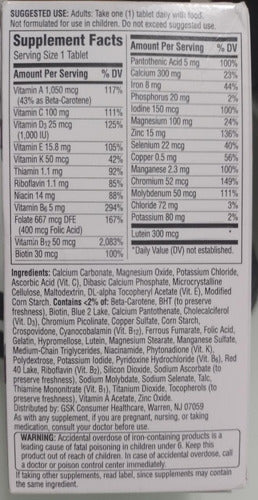 SUGGESTED USE: Adults: Take one (1) tablet daily with food.
Not formulated for use in children. Do not exceed suggested use.
Supplement Facts
Serving Size 1 Tablet
Amount Per Serving % DV
Vitamin A 1,050 mcg 117%
(43% as Beta-Carotene)
Vitamin C 100 mg 111%
Vitamin D₃ 25 mcg 125%
(1,000 IU)
Vitamin E 15.8 mg 105%
Vitamin K 50 mcg 42%
Thiamin 1.1 mg 92%
Riboflavin 1.1 mg 85%
Niacin 14 mg 88%
Vitamin B₆ 5 mg 294%
Folate 667 mcg DFE 167%
(400 mcg Folic Acid)
Vitamin B₁₂ 50 mcg 2,083%
Biotin 30 mcg 100%
Amount Per Serving % DV
Pantothenic Acid 5 mg 100%
Calcium 300 mg 23%
Iron 8 mg 44%
Phosphorus 20 mg 2%
Iodine 150 mcg 100%
Magnesium 100 mg 24%
Zinc 15 mg 136%
Selenium 22 mcg 40%
Copper 0.5 mg 56%
Manganese 2.3 mg 100%
Chromium 52 mcg 149%
Molybdenum 50 mcg 111%
Chloride 72 mg 3%
Potassium 80 mg 2%
Lutein 300 mcg *
*Daily Value (DV) not established.
Ingredients: Calcium Carbonate, Magnesium Oxide, Potassium Chloride,
Ascorbic Acid (Vit. C), Dibasic Calcium Phosphate, Microcrystalline
Cellulose, Maltodextrin, DL-alpha Tocopheryl Acetate (Vit. E), Modified
Corn Starch. Contains <2% of: Beta-Carotene, BHT (to preserve
freshness), Biotin, Blue 2 Lake, Calcium Pantothenate, Cholecalciferol
(Vit. D₃), Chromium Picolinate, Copper Sulfate, Corn Starch,
Crospovidone, Cyanocobalamin (Vit. B₁₂), Ferrous Fumarate, Folic Acid,
Gelatin, Hypromellose, Lutein, Magnesium Stearate, Manganese Sulfate,
Medium-Chain Triglycerides, Niacinamide, Phytonadione (Vit. K),
Polydextrose, Potassium Iodide, Pyridoxine Hydrochloride (Vit. B₆), Red
40 Lake, Riboflavin (Vit. B₂), Silicon Dioxide, Sodium Ascorbate (to
preserve freshness), Sodium Molybdate, Sodium Selenate, Talc,
Thiamine Mononitrate (Vit. B₁), Titanium Dioxide, Tocopherols (to
preserve freshness), Vitamin A Acetate, Zinc Oxide.
Distributed by: GSK Consumer Healthcare, Warren, NJ 07059
As with any supplement, if you are pregnant, nursing, or taking
medication, consult your doctor before use.
WARNING: Accidental overdose of iron-containing products is a
leading cause of fatal poisoning in children under 6. Keep this
product out of reach of children. In case of accidental overdose, call
a doctor or poison control center immediately.
If taking other supplements, read label, since supplements may contain
the same ingredient.